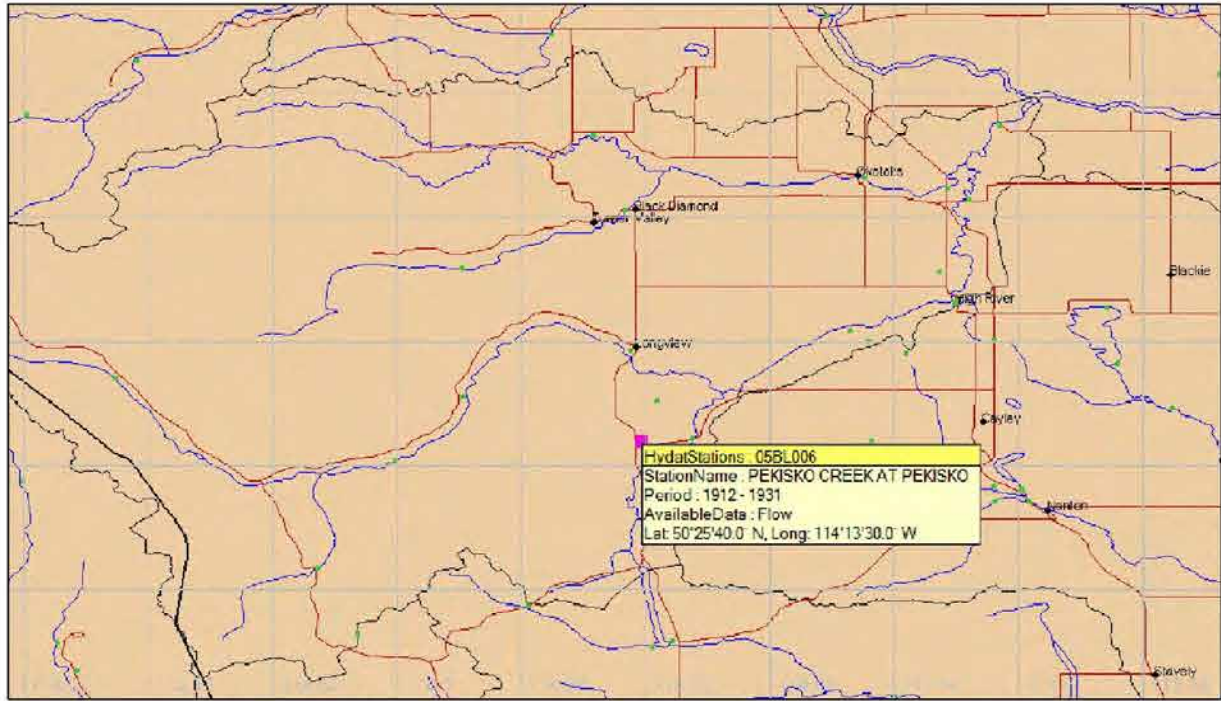 Okotoks
Black Diamond
Turner Valley
Blackie
High River
Longview
Cayley
HydatStations : 05BL006
StationName : PEKISKO CREEK AT PEKISKO
Period : 1912 - 1931
AvailableData : Flow
Lat: 50°25'40.0" N, Long: 114°13'30.0" W
Nanton
Stavely